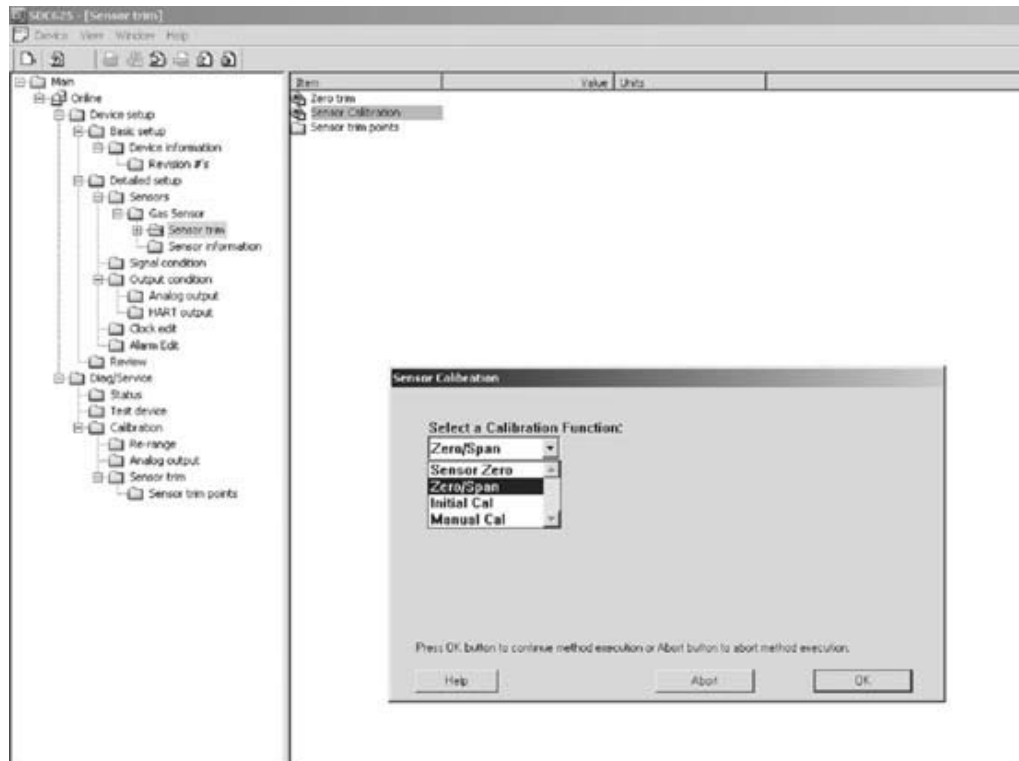 SDC625 - [Sensor trim]
Device View Window Help
Main
Online
Device setup
Basic setup
Device information
Revision #'s
Detailed setup
Sensors
Gas Sensor
Sensor trim
Sensor information
Signal condition
Output condition
Analog output
HART output
Clock edit
Alarm Edit
Review
Diag/Service
Status
Test device
Calibration
Re-range
Analog output
Sensor trim
Sensor trim points
Item Value Units
Zero trim
Sensor Calibration
Sensor trim points
Sensor Calibration
Select a Calibration Function:
Zero/Span
Sensor Zero
Zero/Span
Initial Cal
Manual Cal
Press OK button to continue method execution or Abort button to abort method execution.
Help Abort OK